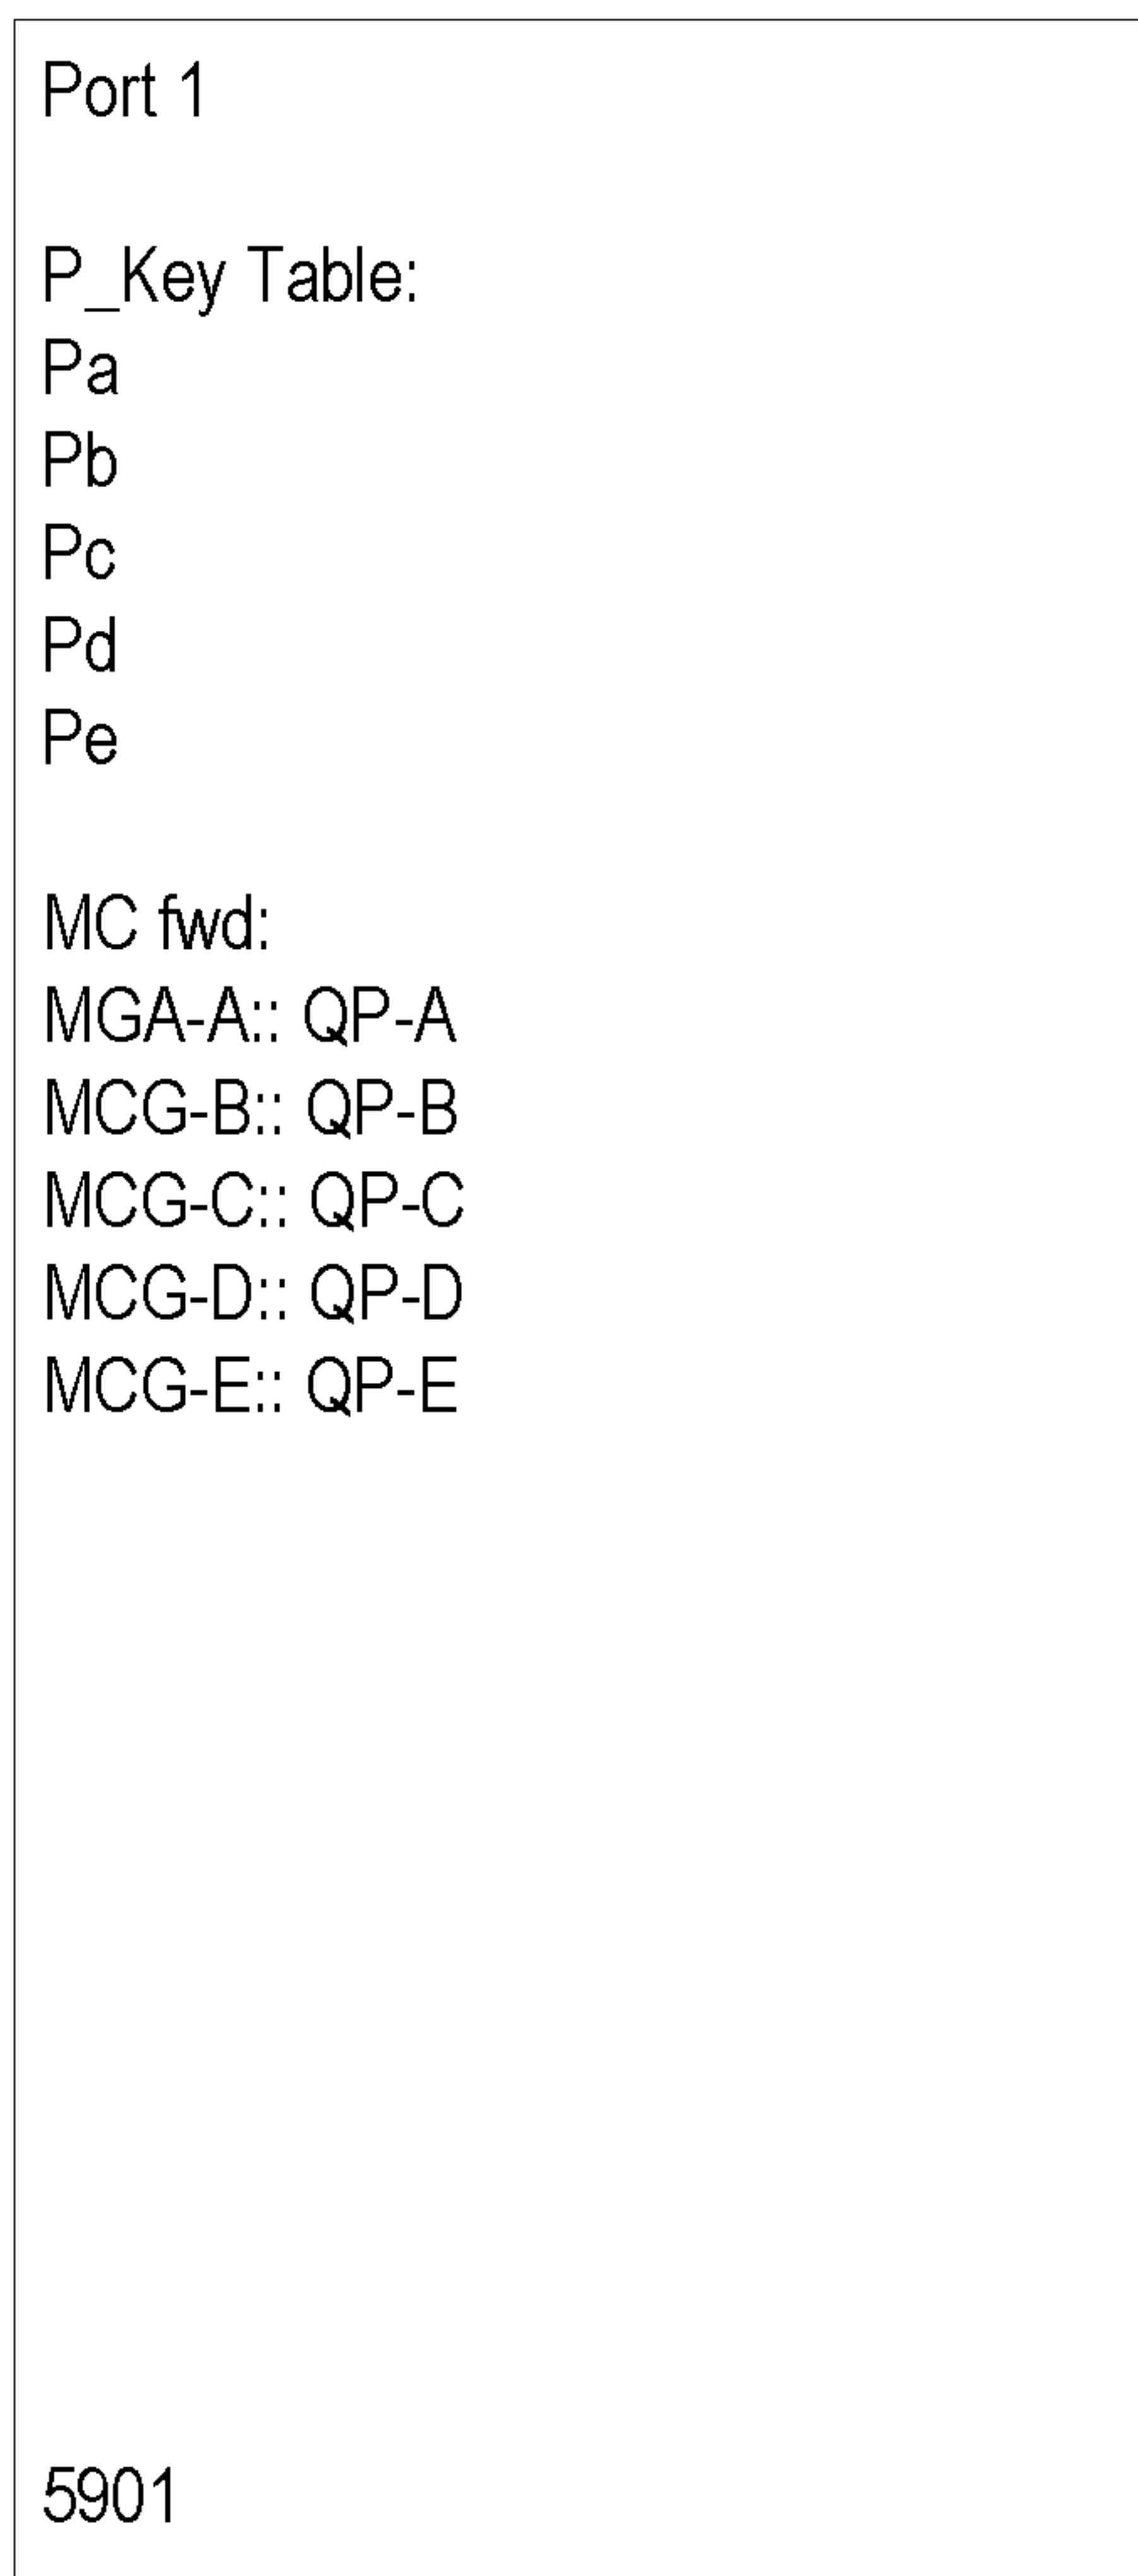 Port 1
P_Key Table:
Pa
Pb
Pc
Pd
Pe
MC fwd:
MGA-A:: QP-A
MCG-B:: QP-B
MCG-C:: QP-C
MCG-D:: QP-D
MCG-E:: QP-E
5901